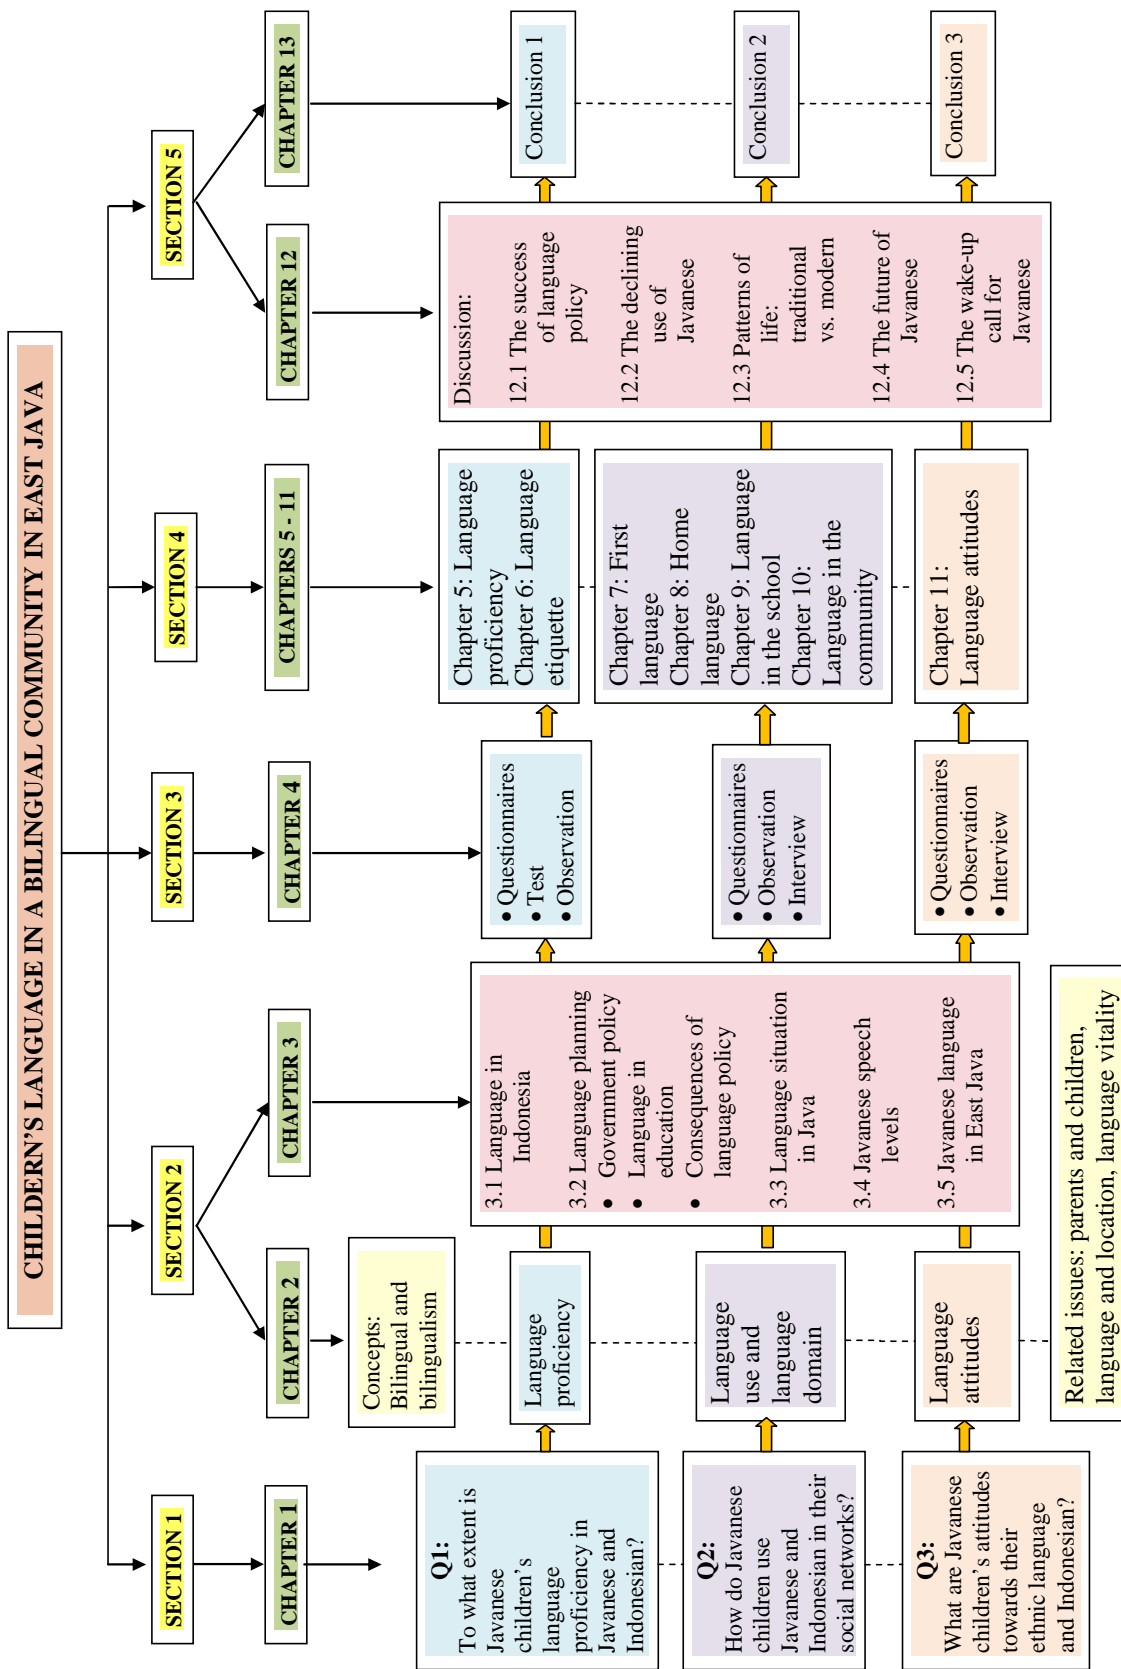 CHILDERN'S LANGUAGE IN A BILINGUAL COMMUNITY IN EAST JAVA
SECTION 1
SECTION 2
SECTION 3
SECTION 4
SECTION 5
CHAPTER 1
CHAPTER 2
CHAPTER 3
CHAPTER 4
CHAPTERS 5 - 11
CHAPTER 12
CHAPTER 13
Q1:
To what extent is
Javanese
children's
language
proficiency in
Javanese and
Indonesian?
Q2:
How do Javanese
children use
Javanese and
Indonesian in their
social networks?
Q3:
What are Javanese
children's attitudes
towards their
ethnic language
and Indonesian?
Concepts:
Bilingual and
bilingualism
Language
proficiency
Language
use and
language
domain
Language
attitudes
Related issues: parents and children,
language and location, language vitality
3.1 Language in
Indonesia
3.2 Language planning
• Government policy
• Language in
education
• Consequences of
language policy
3.3 Language situation
in Java
3.4 Javanese speech
levels
3.5 Javanese language
in East Java
• Questionnaires
• Test
• Observation
• Questionnaires
• Observation
• Interview
• Questionnaires
• Observation
• Interview
Chapter 5: Language
proficiency
Chapter 6: Language
etiquette
Chapter 7: First
language
Chapter 8: Home
language
Chapter 9: Language
in the school
Chapter 10:
Language in the
community
Chapter 11:
Language attitudes
Discussion:
12.1 The success
of language
policy
12.2 The declining
use of
Javanese
12.3 Patterns of
life:
traditional
vs. modern
12.4 The future of
Javanese
12.5 The wake-up
call for
Javanese
Conclusion 1
Conclusion 2
Conclusion 3